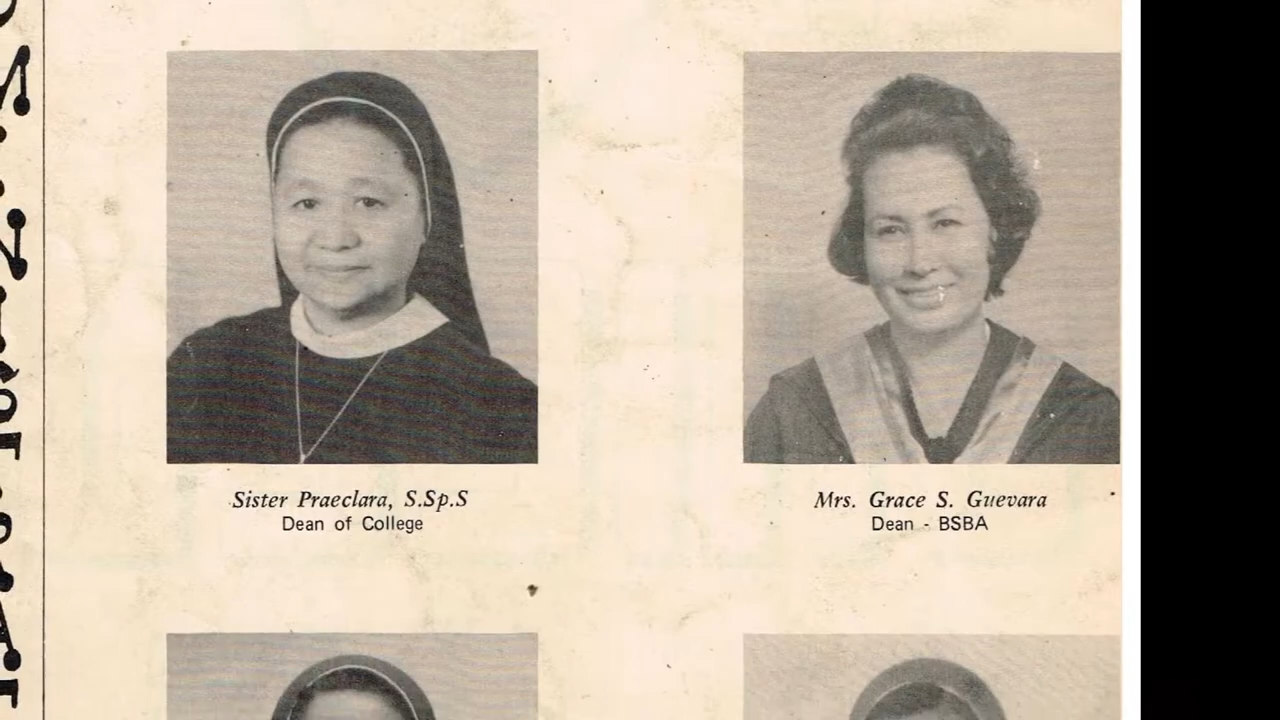 Sister Praeclara, S.Sp.S
Dean of College
Mrs. Grace S. Guevara
Dean - BSBA